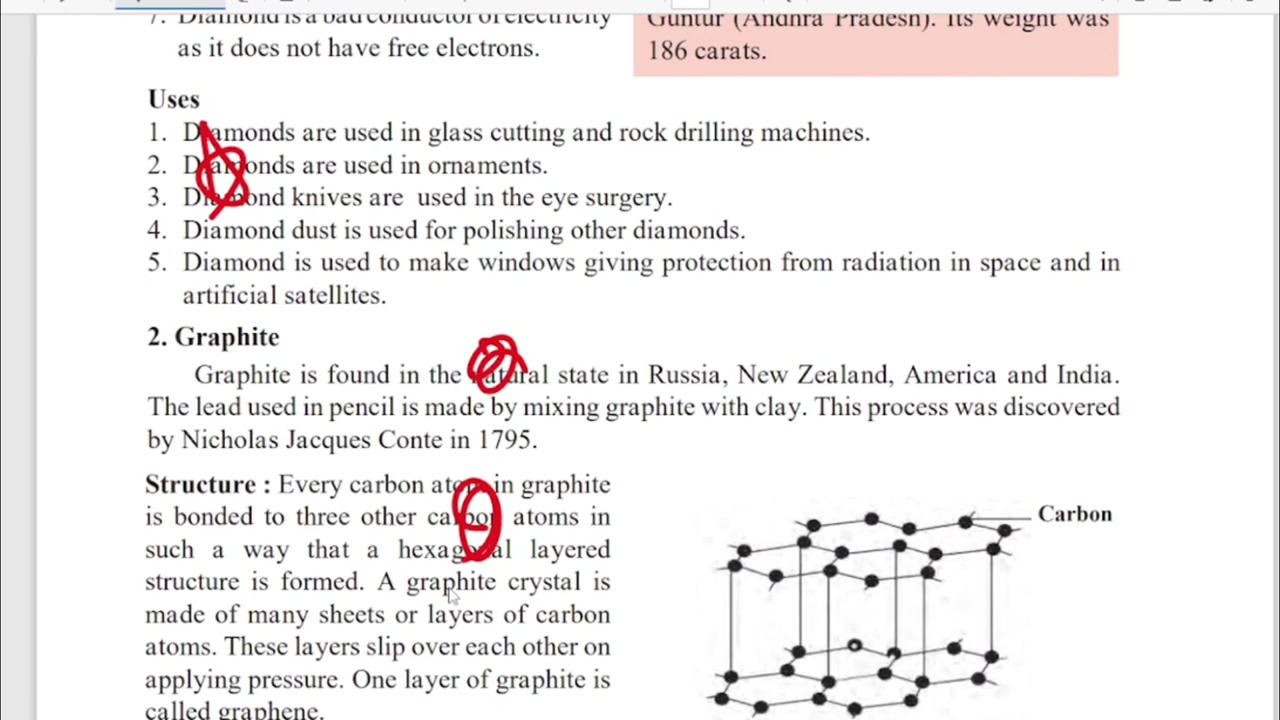 7. Diamond is a bad conductor of electricity
as it does not have free electrons.
Guntur (Andhra Pradesh). Its weight was
186 carats.
Uses
1. Diamonds are used in glass cutting and rock drilling machines.
2. Diamonds are used in ornaments.
3. Diamond knives are used in the eye surgery.
4. Diamond dust is used for polishing other diamonds.
5. Diamond is used to make windows giving protection from radiation in space and in
artificial satellites.
2. Graphite
Graphite is found in the natural state in Russia, New Zealand, America and India.
The lead used in pencil is made by mixing graphite with clay. This process was discovered
by Nicholas Jacques Conte in 1795.
Structure : Every carbon atom in graphite
is bonded to three other carbon atoms in
such a way that a hexagonal layered
structure is formed. A graphite crystal is
made of many sheets or layers of carbon
atoms. These layers slip over each other on
applying pressure. One layer of graphite is
called graphene.
Carbon